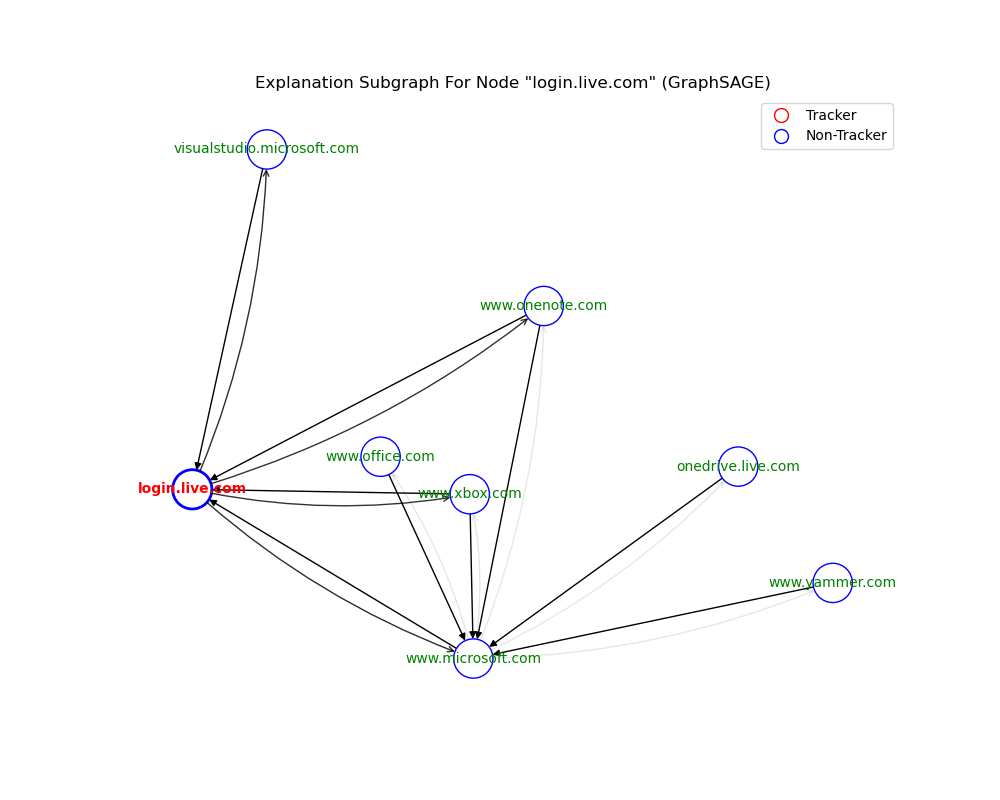 Explanation Subgraph For Node "login.live.com" (GraphSAGE)
Tracker
Non-Tracker
visualstudio.microsoft.com
www.onenote.com
www.office.com
onedrive.live.com
login.live.com
www.xbox.com
www.yammer.com
www.microsoft.com